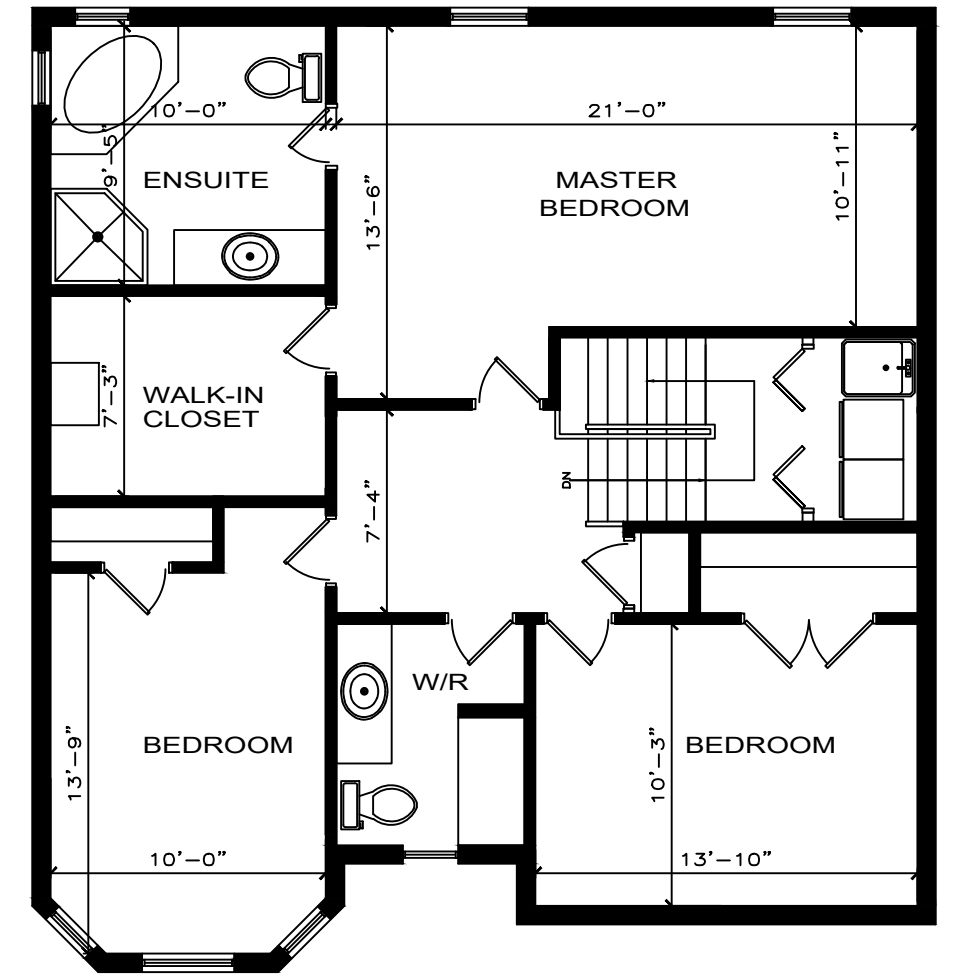 10'-0"
21'-0"
9'-5"
ENSUITE
MASTER
BEDROOM
13'-6"
10'-11"
WALK-IN
CLOSET
7'-3"
DN
7'-4"
W/R
BEDROOM
BEDROOM
13'-9"
10'-3"
10'-0"
13'-10"